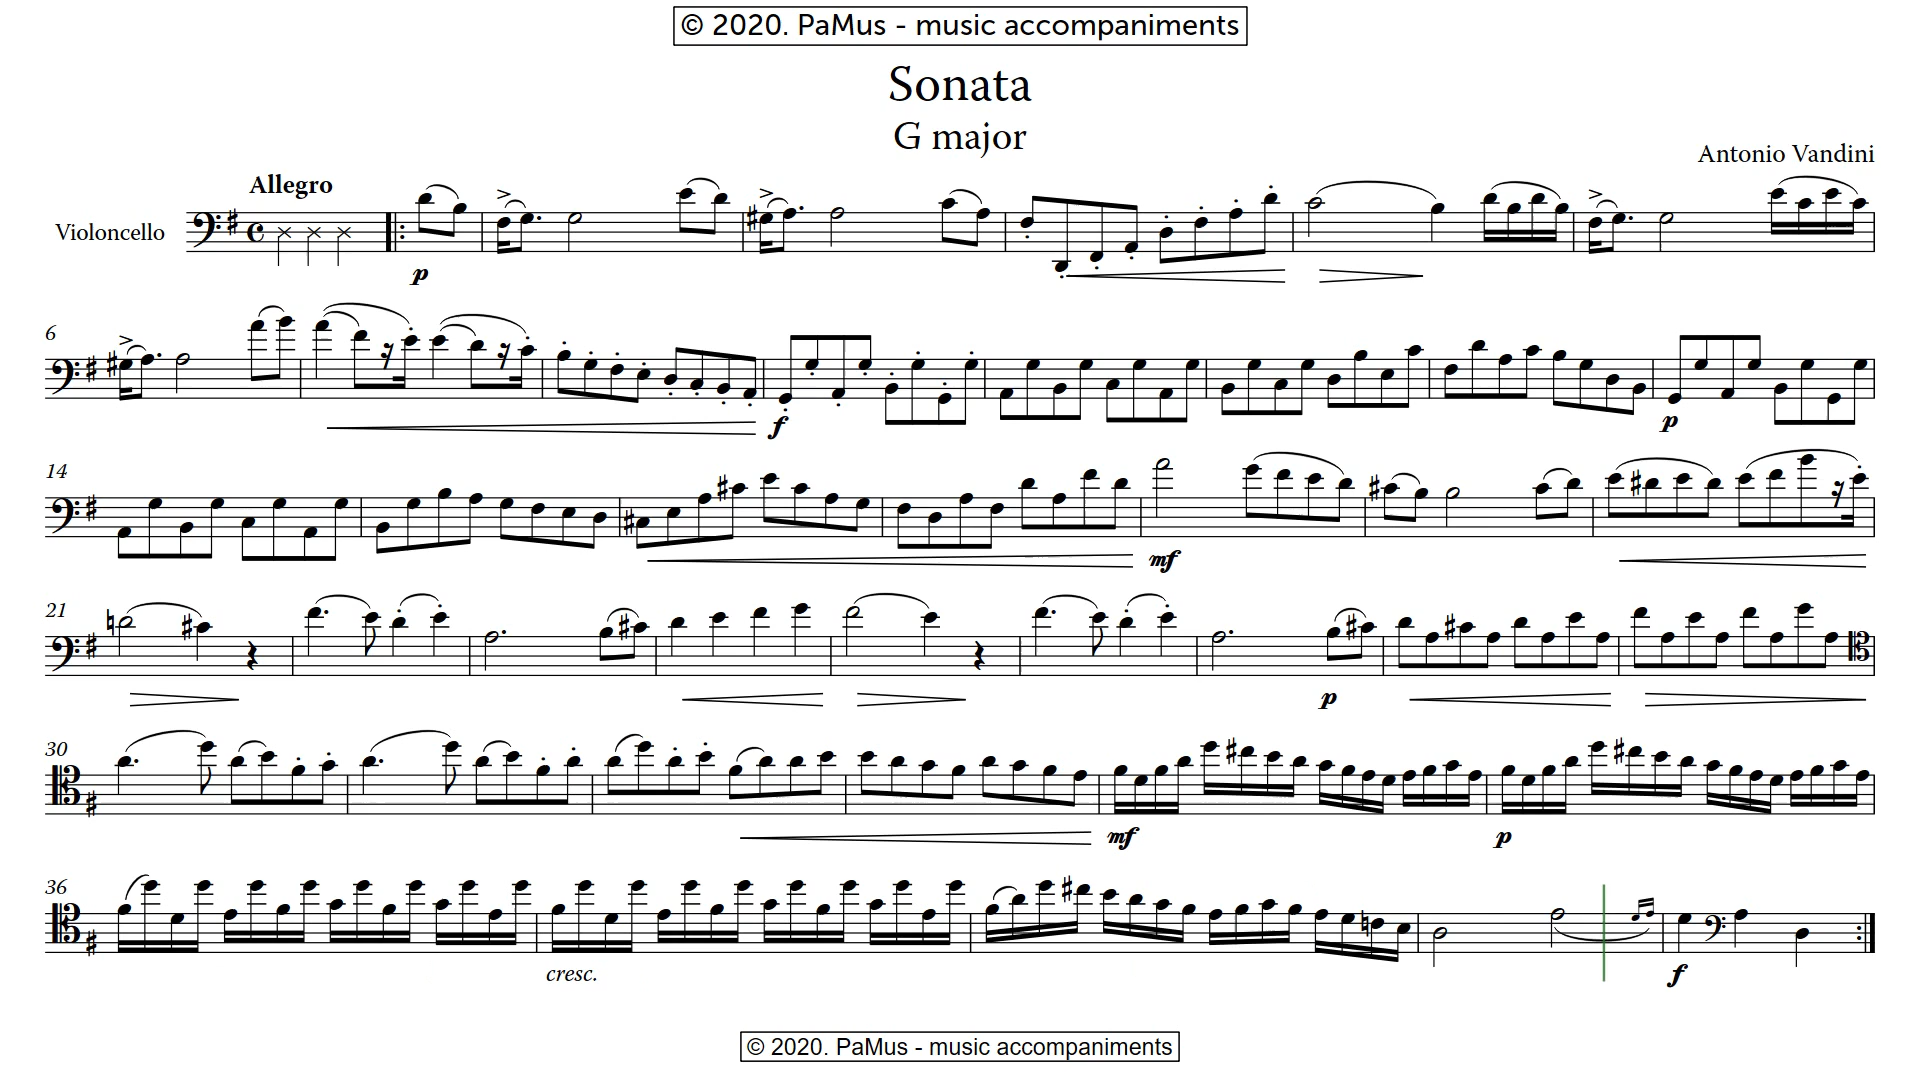 © 2020. PaMus - music accompaniments
Sonata
G major
Antonio Vandini
Allegro
Violoncello
p
6
f
p
14
mf
21
p
30
mf
p
36
cresc.
f
© 2020. PaMus - music accompaniments